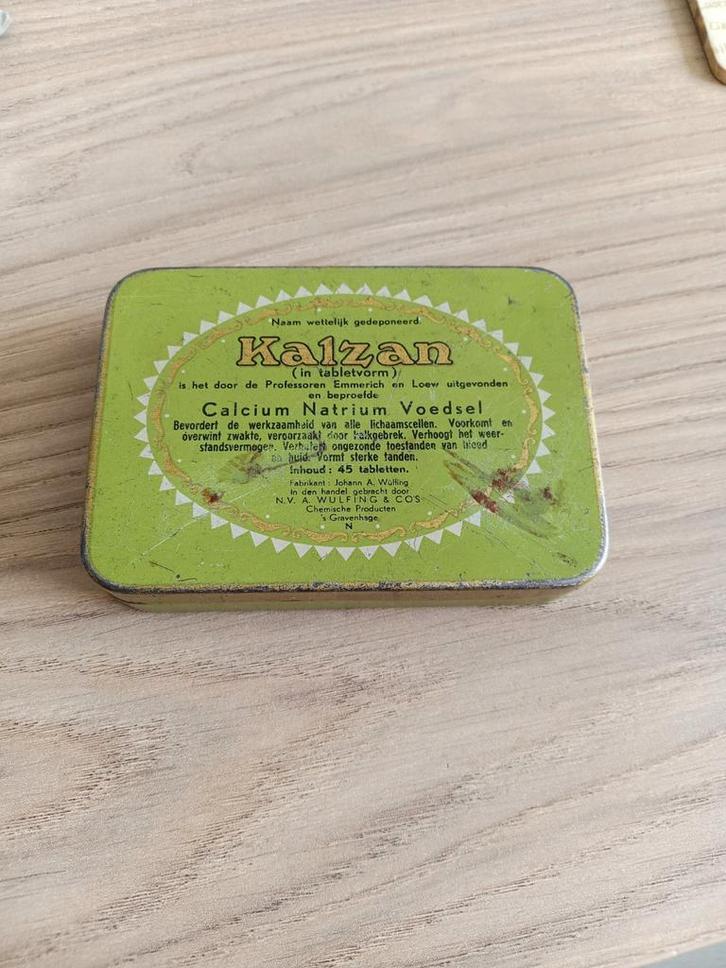 Naam wettelijk gedeponeerd.
Kalzan
(in tabletvorm)
is het door de Professoren Emmerich en Loew uitgevonden
en beproefde
Calcium Natrium Voedsel
Bevordert de werkzaamheid van alle lichaamscellen. Voorkomt en
overwint zwakte, veroorzaakt door kalkgebrek. Verhoogt het weer-
standsvermogen. Verhelpt ongezonde toestanden van bloed
en huid. Vormt sterke tanden.
Inhoud: 45 tabletten.
Fabrikant: Johann A. Wülfing
In den handel gebracht door
N.V. A. WULFING & CO'S
Chemische Producten
's Gravenhage
N